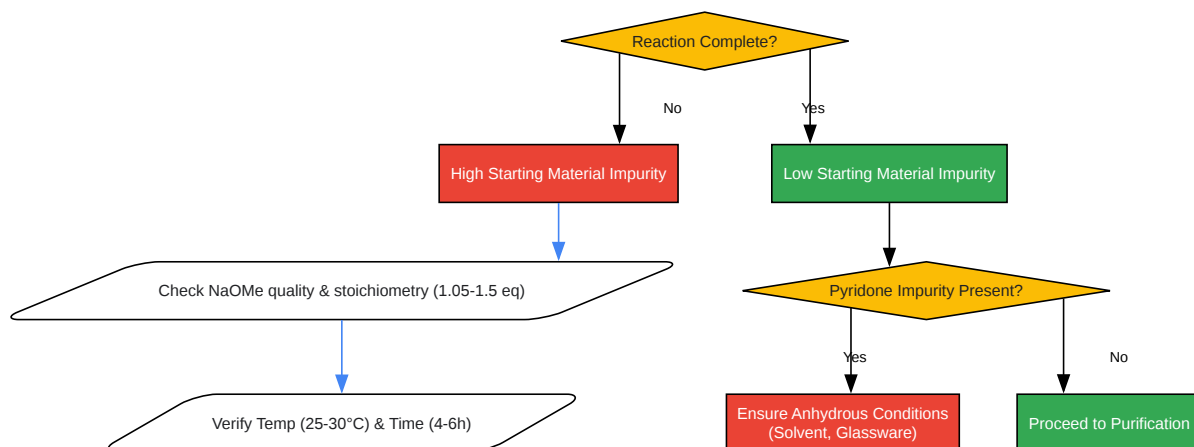 Reaction Complete?
No
Yes
High Starting Material Impurity
Low Starting Material Impurity
Check NaOMe quality & stoichiometry (1.05-1.5 eq)
Pyridone Impurity Present?
Yes
No
Verify Temp (25-30°C) & Time (4-6h)
Ensure Anhydrous Conditions
(Solvent, Glassware)
Proceed to Purification